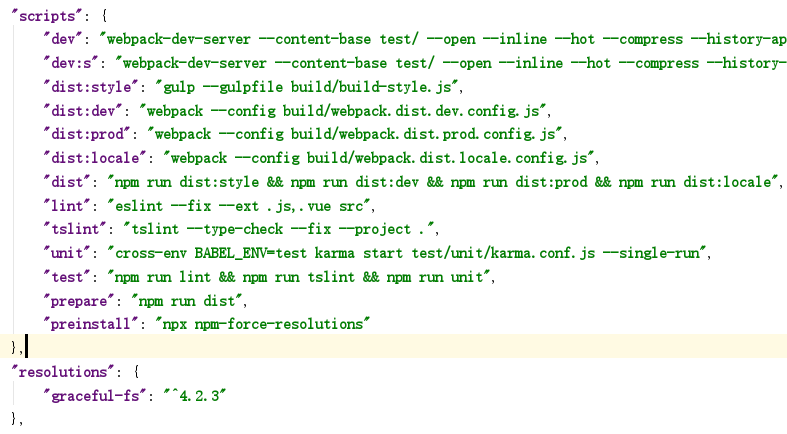 "scripts": {
"dev": "webpack-dev-server --content-base test/ --open --inline --hot --compress --history-ap
"dev:s": "webpack-dev-server --content-base test/ --open --inline --hot --compress --history-
"dist:style": "gulp --gulpfile build/build-style.js",
"dist:dev": "webpack --config build/webpack.dist.dev.config.js",
"dist:prod": "webpack --config build/webpack.dist.prod.config.js",
"dist:locale": "webpack --config build/webpack.dist.locale.config.js",
"dist": "npm run dist:style && npm run dist:dev && npm run dist:prod && npm run dist:locale",
"lint": "eslint --fix --ext .js,.vue src",
"tslint": "tslint --type-check --fix --project .",
"unit": "cross-env BABEL_ENV=test karma start test/unit/karma.conf.js --single-run",
"test": "npm run lint && npm run tslint && npm run unit",
"prepare": "npm run dist",
"preinstall": "npx npm-force-resolutions"
},
"resolutions": {
"graceful-fs": "^4.2.3"
},